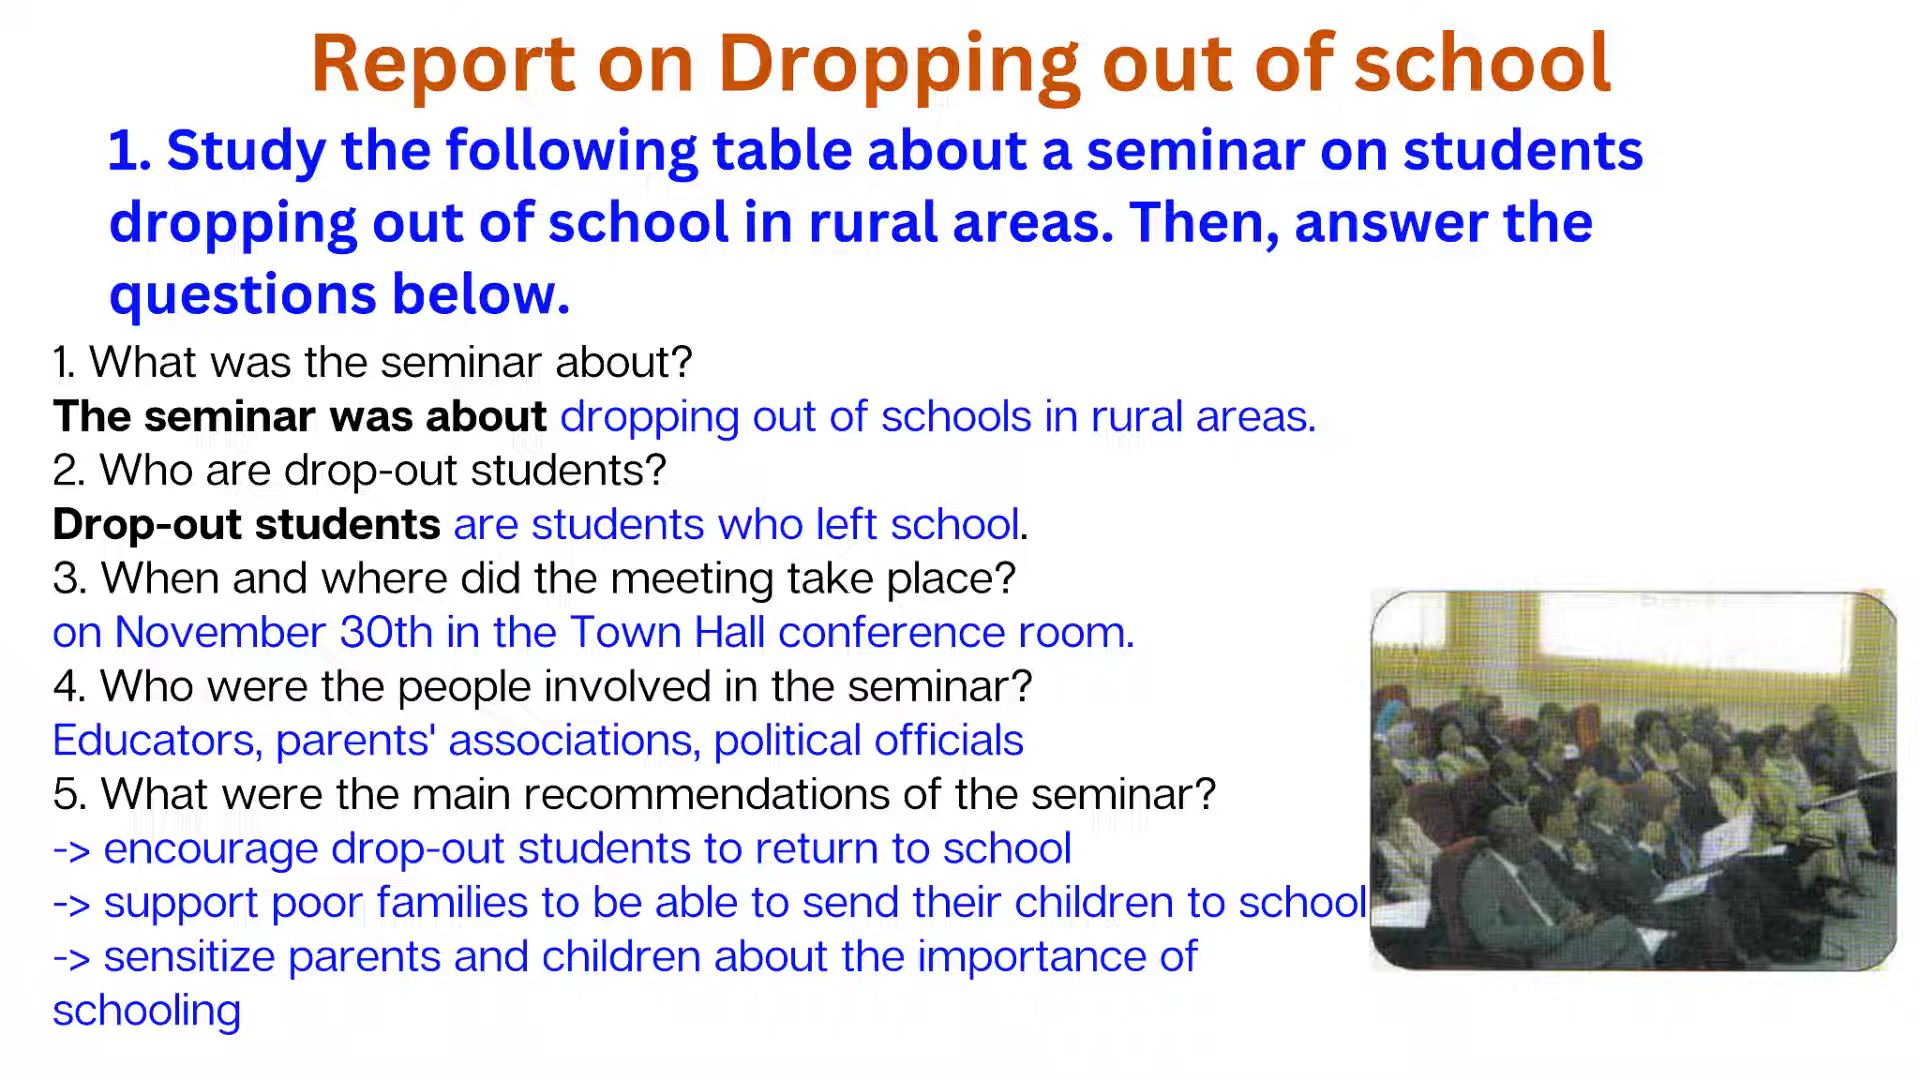 Report on Dropping out of school
1. Study the following table about a seminar on students
dropping out of school in rural areas. Then, answer the
questions below.
1. What was the seminar about?
The seminar was about dropping out of schools in rural areas.
2. Who are drop-out students?
Drop-out students are students who left school.
3. When and where did the meeting take place?
on November 30th in the Town Hall conference room.
4. Who were the people involved in the seminar?
Educators, parents' associations, political officials
5. What were the main recommendations of the seminar?
-> encourage drop-out students to return to school
-> support poor families to be able to send their children to school
-> sensitize parents and children about the importance of
schooling